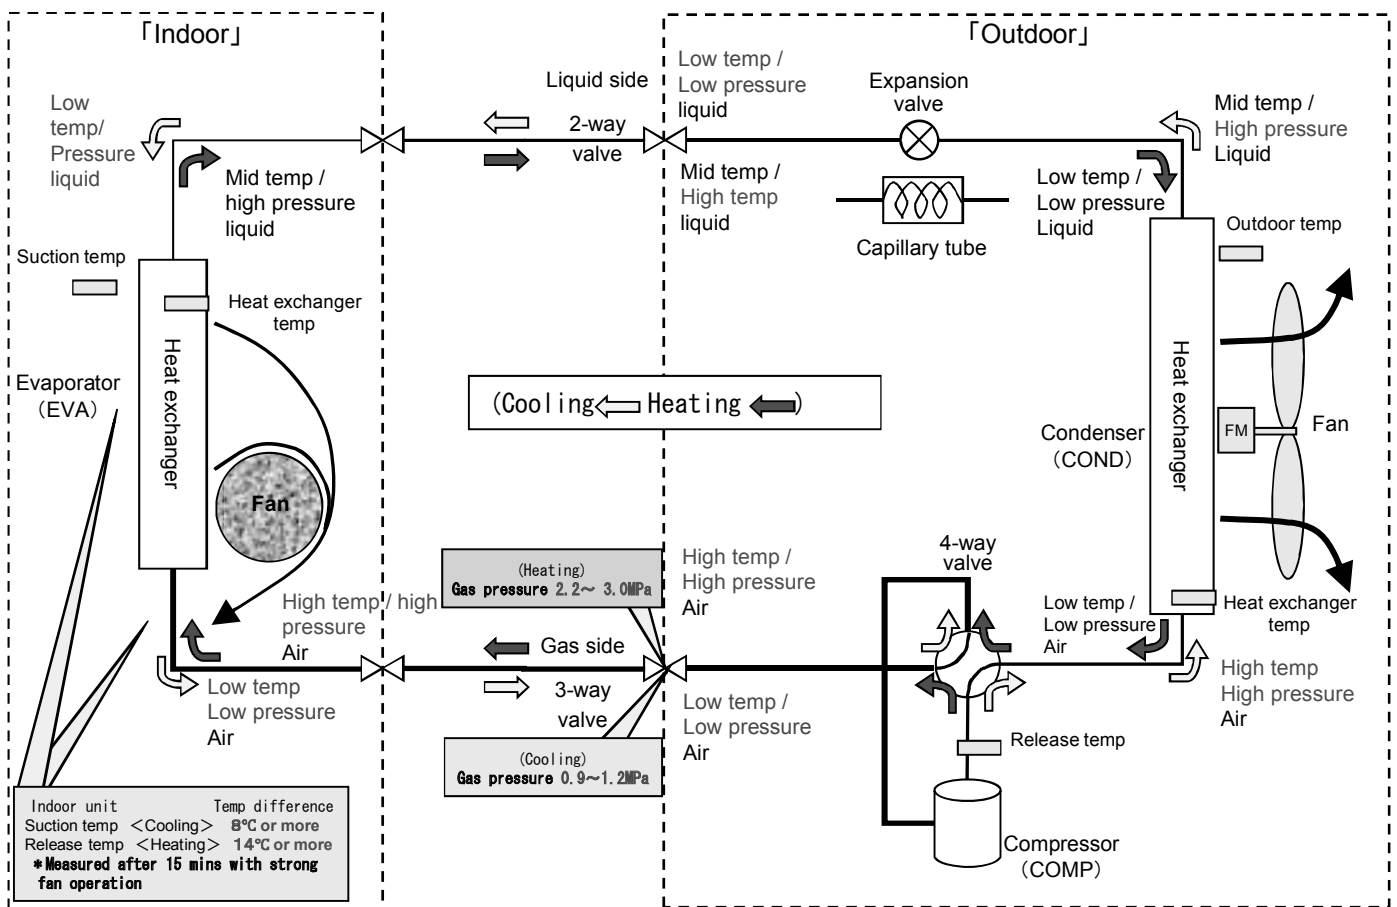 「Indoor」
「Outdoor」
Low
temp/
Pressure
liquid
Mid temp /
high pressure
liquid
Liquid side
2-way
valve
Low temp /
Low pressure
liquid
Mid temp /
High temp
liquid
Expansion
valve
Capillary tube
Mid temp /
High pressure
Liquid
Low temp /
Low pressure
Liquid
Suction temp
Heat exchanger
temp
Heat exchanger
Evaporator
(EVA)
Fan
(Cooling Heating )
Outdoor temp
Heat exchanger
Condenser
(COND)
FM
Fan
Heat exchanger
temp
4-way
valve
Low temp /
Low pressure
Air
High temp
High pressure
Air
(Heating)
Gas pressure 2.2～ 3.0MPa
High temp /
High pressure
Air
High temp / high
pressure
Air
Gas side
3-way
valve
Low temp
Low pressure
Air
Low temp /
Low pressure
Air
(Cooling)
Gas pressure 0.9～1.2MPa
Release temp
Compressor
(COMP)
Indoor unit Temp difference
Suction temp ＜Cooling＞ 8℃ or more
Release temp ＜Heating＞ 14℃ or more
＊Measured after 15 mins with strong
fan operation